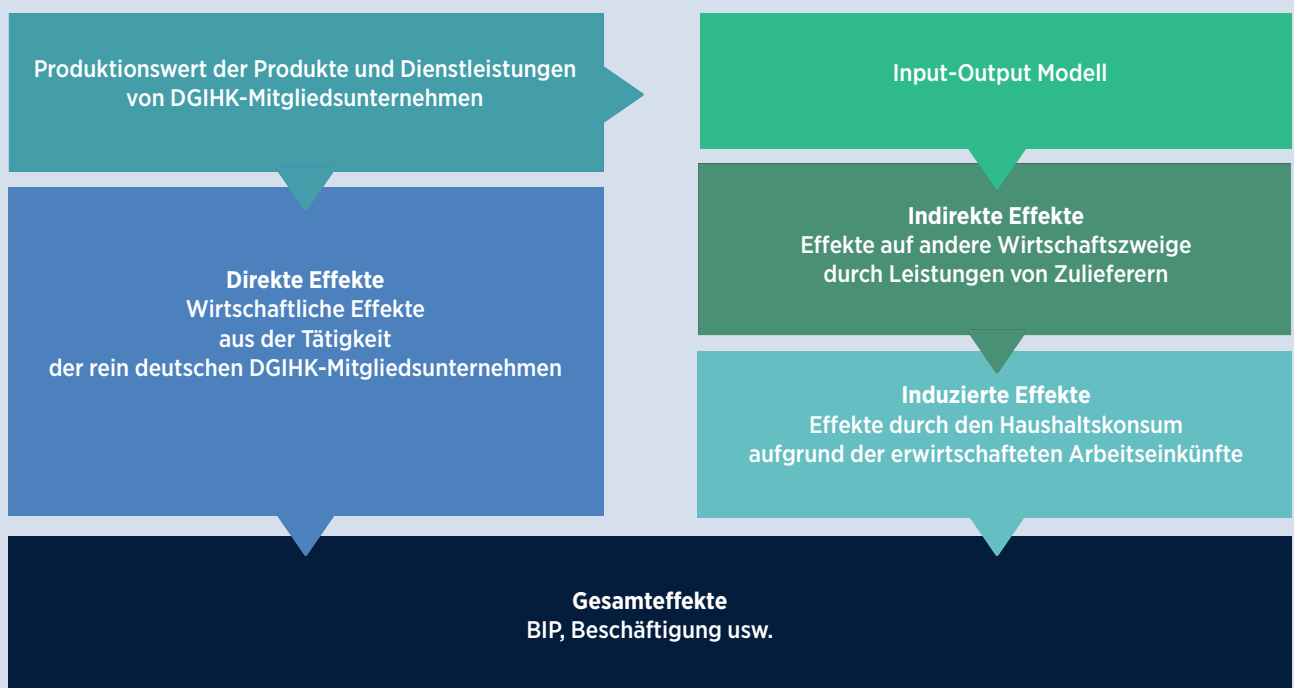 Produktionswert der Produkte und Dienstleistungen
von DGIHK-Mitgliedsunternehmen
Input-Output Modell
Direkte Effekte
Wirtschaftliche Effekte
aus der Tätigkeit
der rein deutschen DGIHK-Mitgliedsunternehmen
Indirekte Effekte
Effekte auf andere Wirtschaftszweige
durch Leistungen von Zulieferern
Induzierte Effekte
Effekte durch den Haushaltskonsum
aufgrund der erwirtschafteten Arbeitseinkünfte
Gesamteffekte
BIP, Beschäftigung usw.